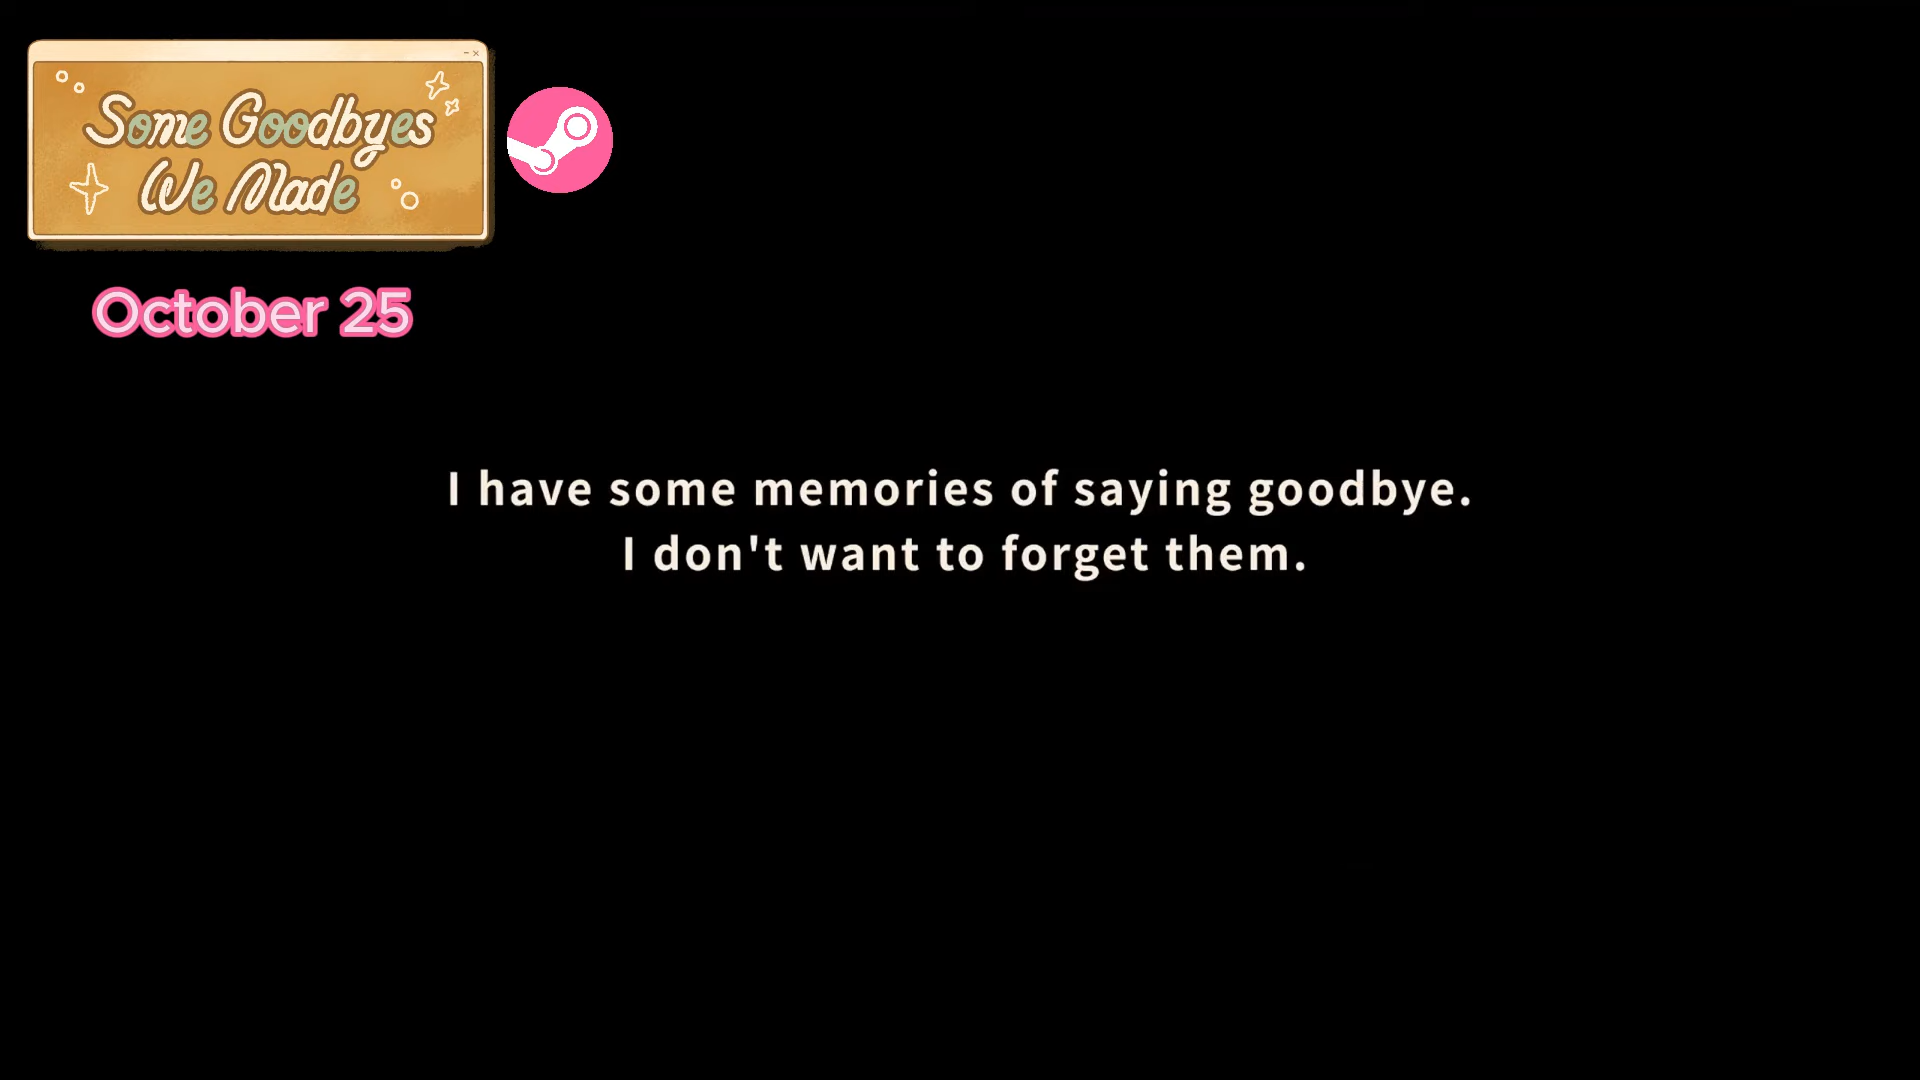 Some Goodbyes
We Made
October 25
I have some memories of saying goodbye.
I don't want to forget them.